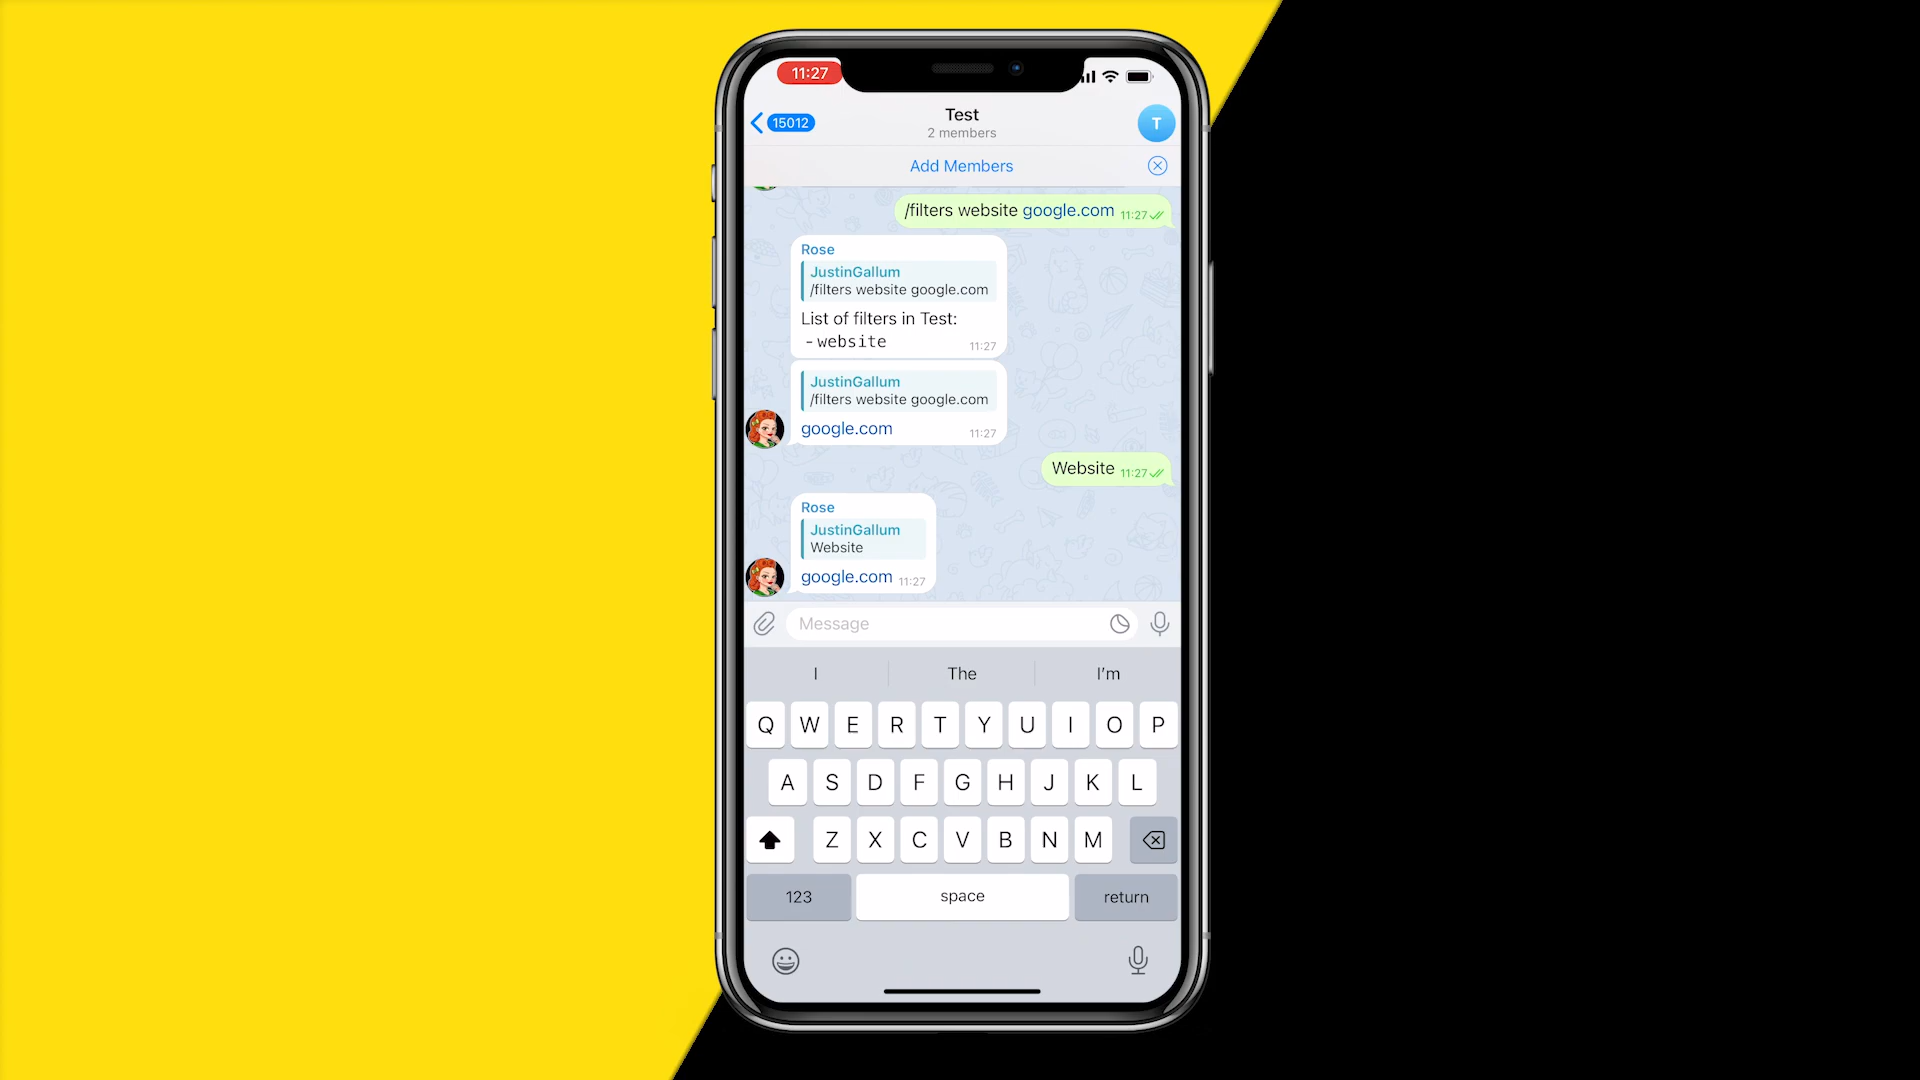 11:27
15012
Test
2 members
T
Add Members
/filters website google.com 11:27
Rose
JustinGallum
/filters website google.com
List of filters in Test:
- website
11:27
JustinGallum
/filters website google.com
google.com
11:27
Website 11:27
Rose
JustinGallum
Website
google.com 11:27
Message
I The I'm
Q W E R T Y U I O P
A S D F G H J K L
Z X C V B N M
123 space return